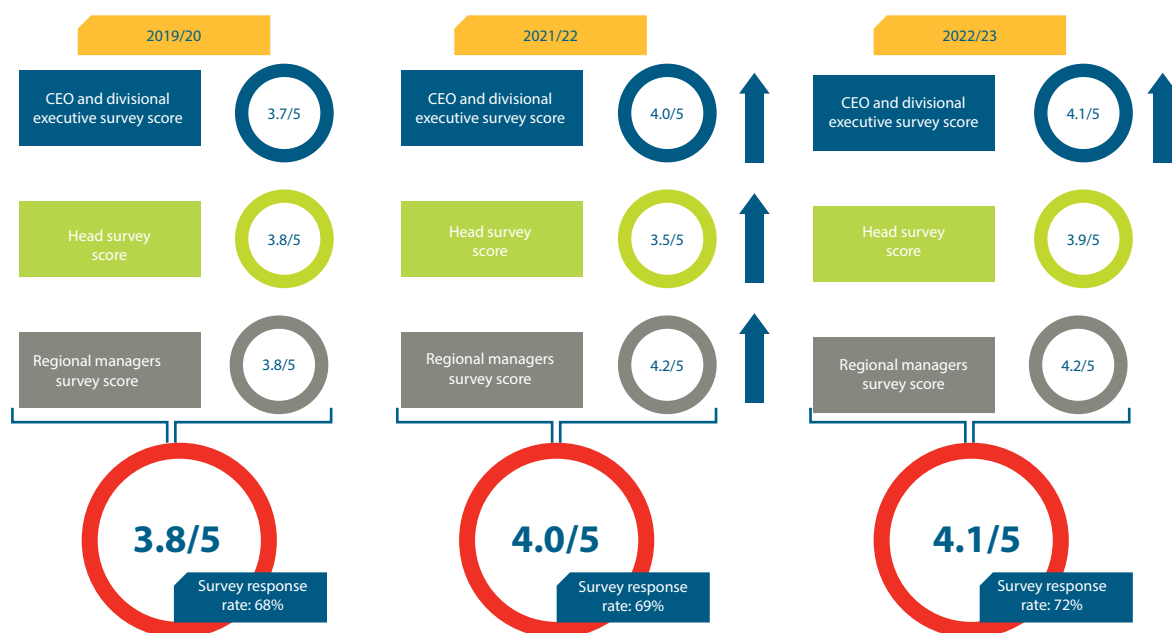 2019/20
CEO and divisional
executive survey score
3.7/5
Head survey
score
3.8/5
Regional managers
survey score
3.8/5
3.8/5
Survey response
rate: 68%
2021/22
CEO and divisional
executive survey score
4.0/5
Head survey
score
3.5/5
Regional managers
survey score
4.2/5
4.0/5
Survey response
rate: 69%
2022/23
CEO and divisional
executive survey score
4.1/5
Head survey
score
3.9/5
Regional managers
survey score
4.2/5
4.1/5
Survey response
rate: 72%